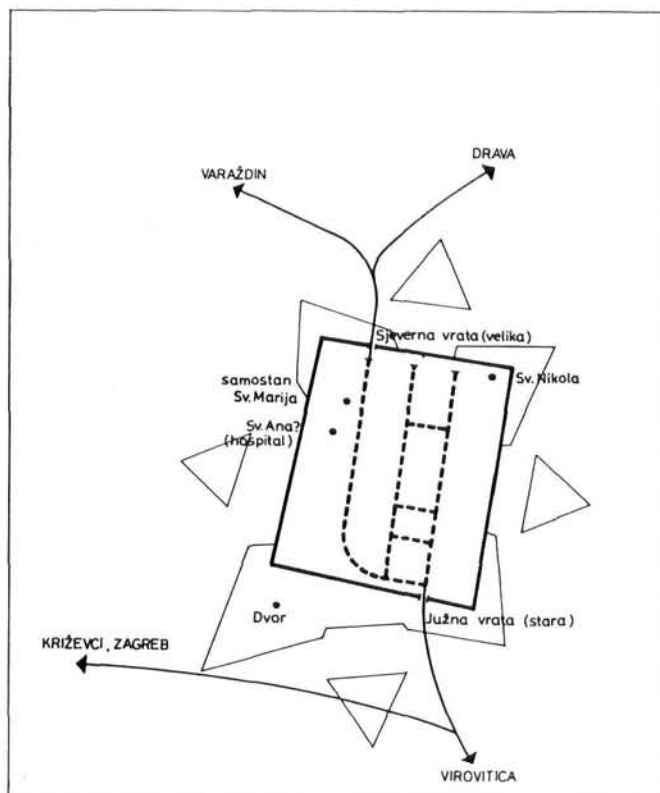 DRAVA
VARAŽDIN
Sjeverna vrata (velika)
samostan
Sv. Marija
Sv. Nikola
Sv. Ana?
(hospital)
Dvor
Južna vrata (stara)
KRIŽEVCI, ZAGREB
VIROVITICA